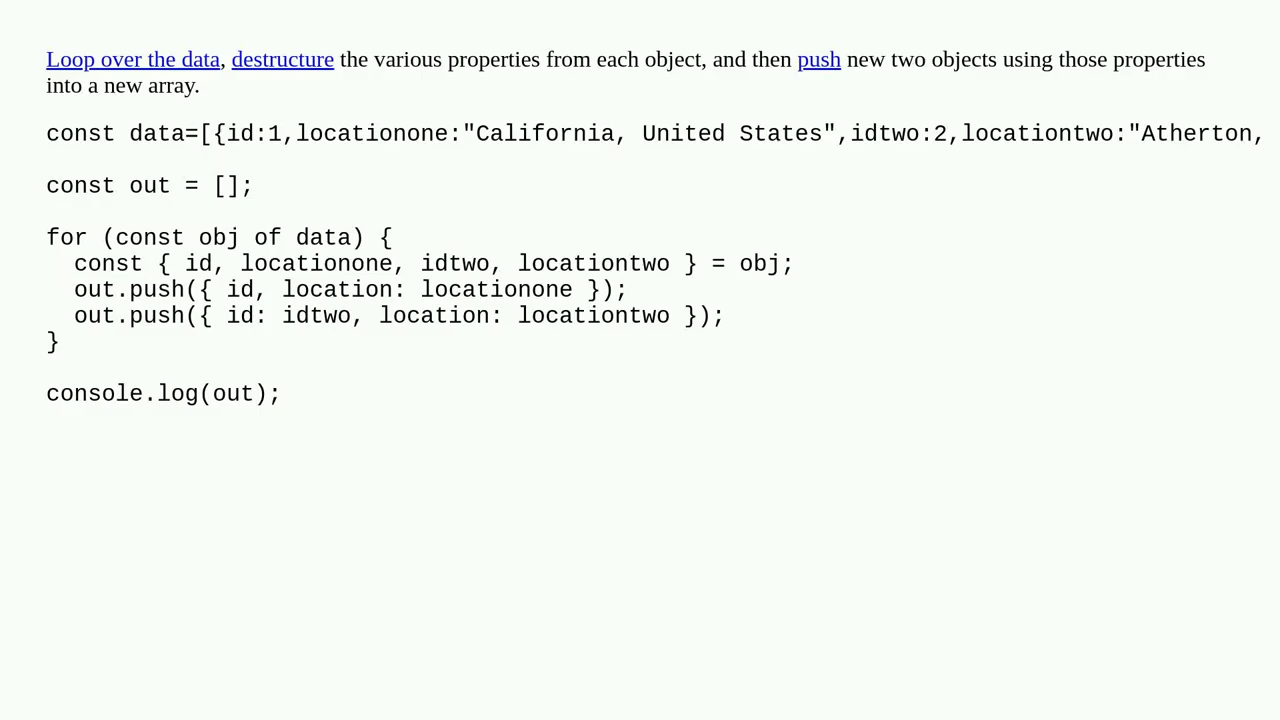 Loop over the data, destructure the various properties from each object, and then push new two objects using those properties
into a new array.
const data=[{id:1,locationone:"California, United States",idtwo:2,locationtwo:"Atherton,
const out = [];
for (const obj of data) {
  const { id, locationone, idtwo, locationtwo } = obj;
  out.push({ id, location: locationone });
  out.push({ id: idtwo, location: locationtwo });
}
console.log(out);